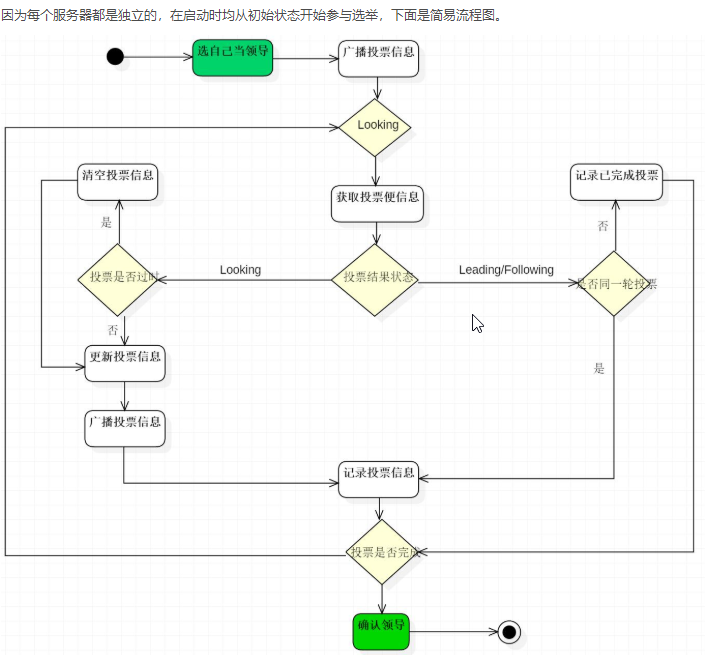 因为每个服务器都是独立的，在启动时均从初始状态开始参与选举，下面是简易流程图。
选自己当领导
广播投票信息
Looking
清空投票信息
记录已完成投票
获取投票便信息
是
否
Looking
Leading/Following
投票是否过时
投票结果状态
是否同一轮投票
否
更新投票信息
是
广播投票信息
记录投票信息
投票是否完成
确认领导